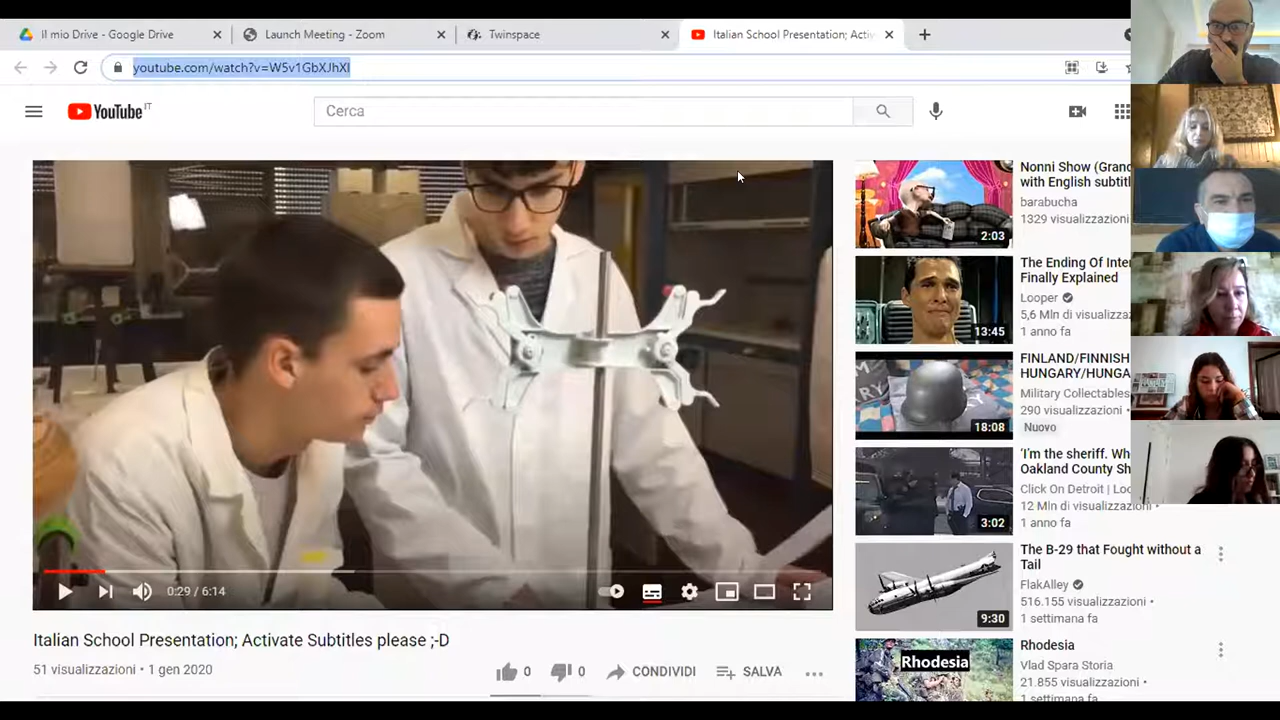 il mio Drive - Google Drive
Launch Meeting - Zoom
Twinspace
Italian School Presentation; Activ
youtube.com/watch?v=W5v1GbXJhXI
YouTube IT
Cerca
0:29 / 6:14
Italian School Presentation; Activate Subtitles please ;-D
51 visualizzazioni • 1 gen 2020
0
0
CONDIVIDI
SALVA
2:03
Nonni Show (Grand
with English subtitl
barabucha
1329 visualizzazioni
13:45
The Ending Of Inter
Finally Explained
Looper
5,6 Mln di visualizza
1 anno fa
18:08
FINLAND/FINNISH
HUNGARY/HUNGA
Military Collectables
290 visualizzazioni •
Nuovo
3:02
'I'm the sheriff. Wh
Oakland County Sh
Click On Detroit | Loc
12 Mln di visualizzazioni •
1 anno fa
9:30
The B-29 that Fought without a
Tail
FlakAlley
516.155 visualizzazioni •
1 settimana fa
Rhodesia
Rhodesia
Vlad Spara Storia
21.855 visualizzazioni •
1 settimana fa